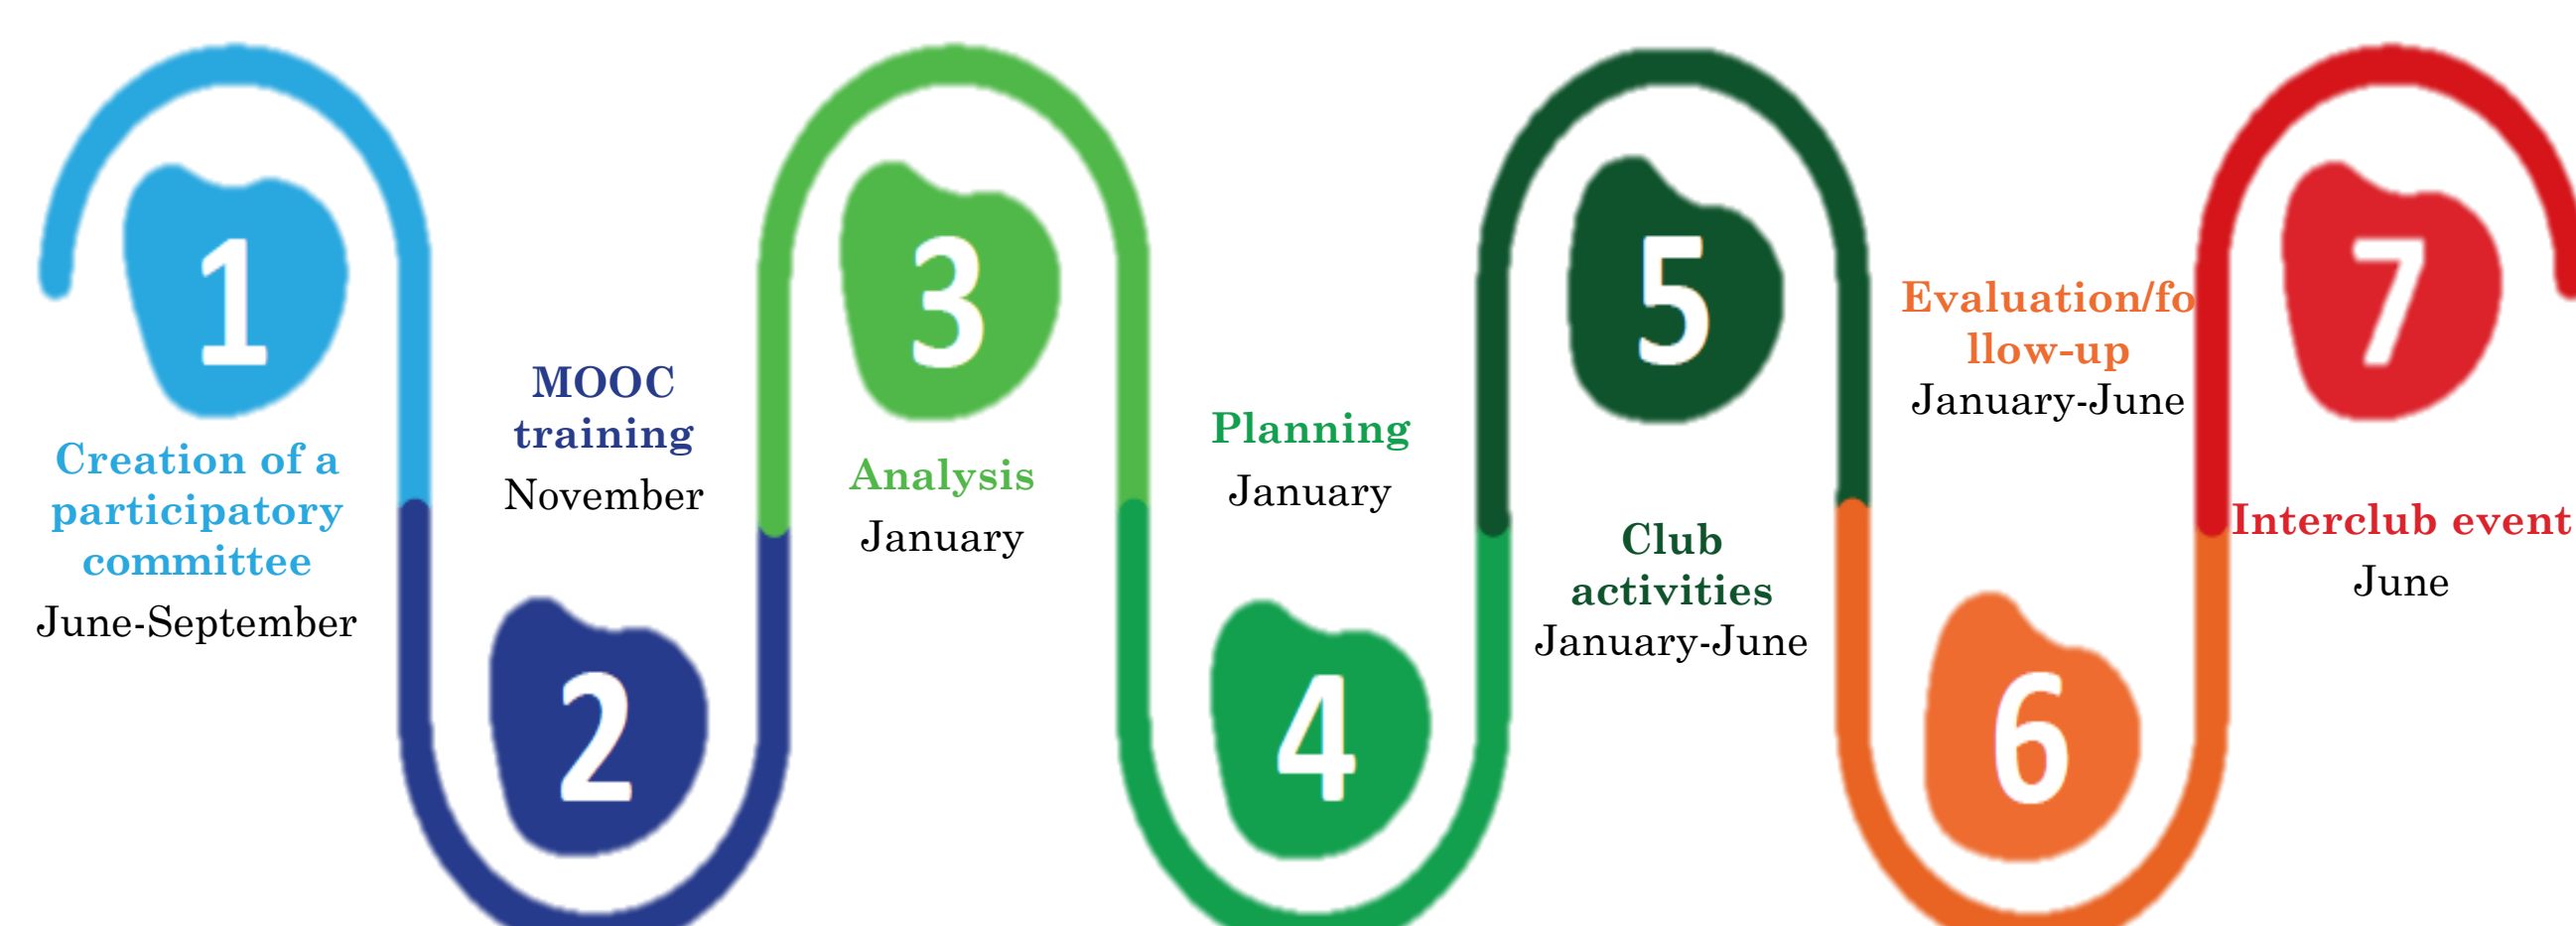 1
Creation of a
participatory
committee
June-September
MOOC
training
November
2
3
Analysis
January
Planning
January
4
5
Club
activities
January-June
Evaluation/fo
llow-up
January-June
6
7
Interclub event
June